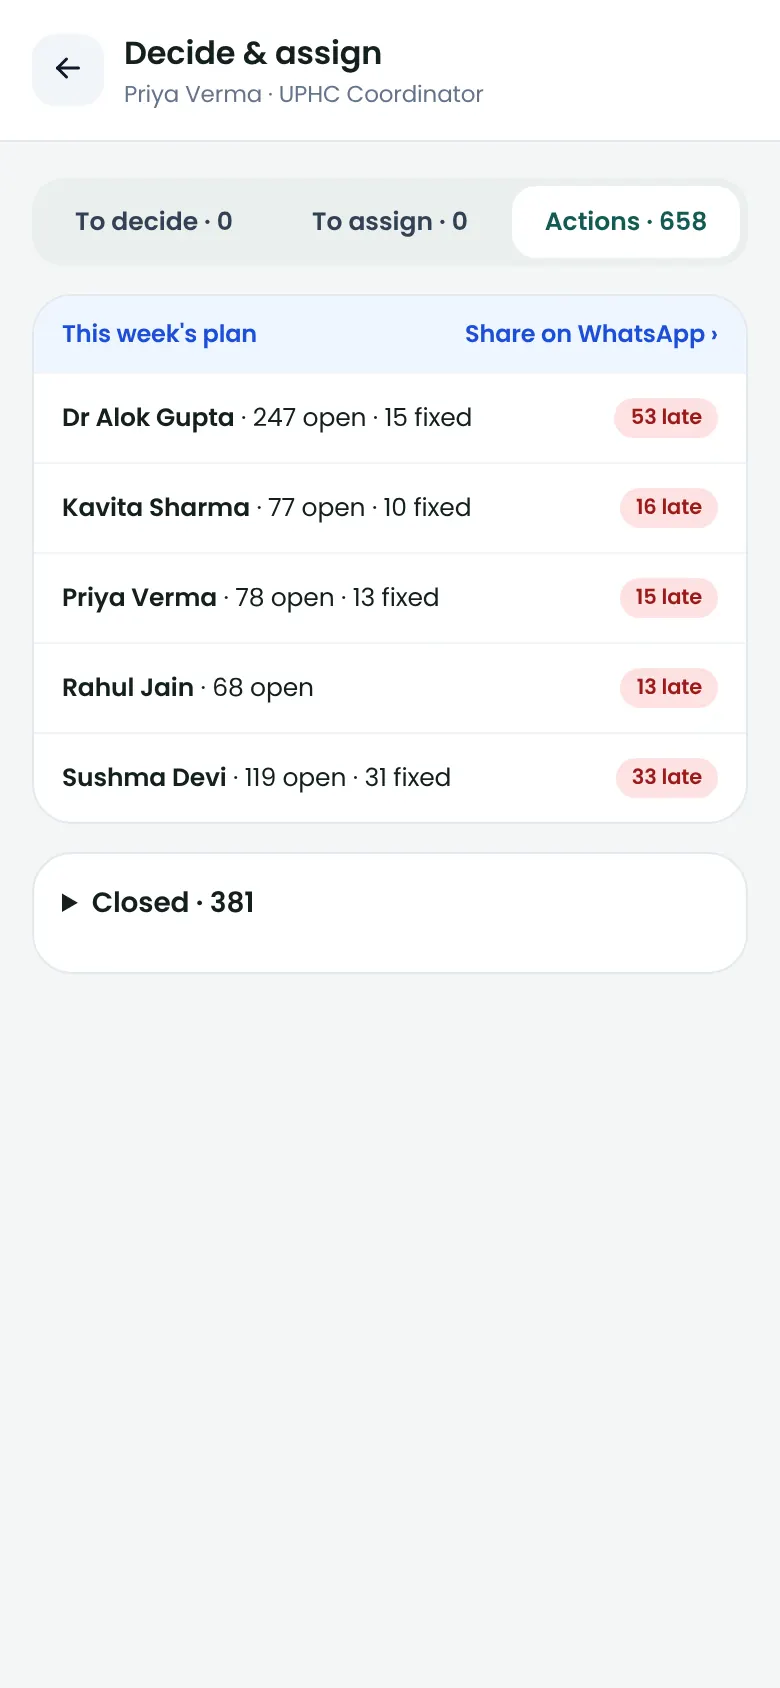 Decide & assign
Priya Verma · UPHC Coordinator
To decide · 0 To assign · 0 Actions · 658
This week's plan Share on WhatsApp ›
Dr Alok Gupta · 247 open · 15 fixed 53 late
Kavita Sharma · 77 open · 10 fixed 16 late
Priya Verma · 78 open · 13 fixed 15 late
Rahul Jain · 68 open 13 late
Sushma Devi · 119 open · 31 fixed 33 late
Closed · 381